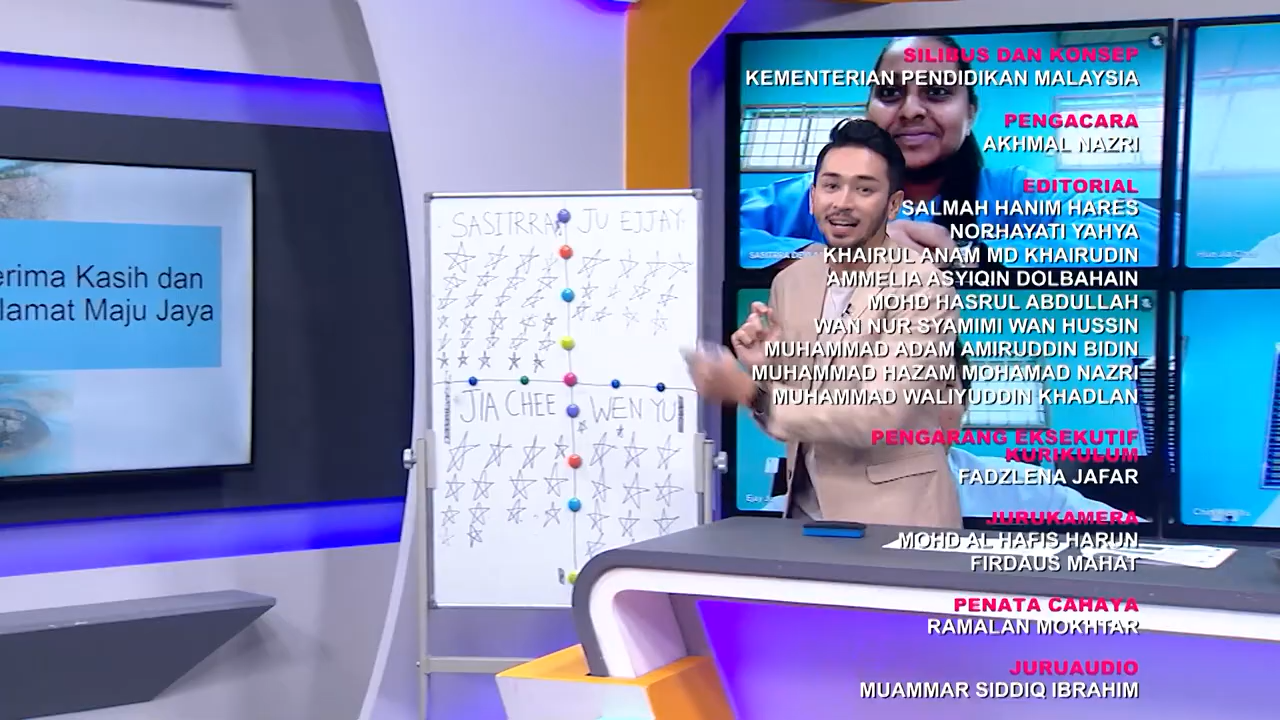 erima Kasih dan
lamat Maju Jaya
SASITRRA
JU EJJAY
JIA CHEE
WEN YU
SILIBUS DAN KONSEP
KEMENTERIAN PENDIDIKAN MALAYSIA
PENGACARA
AKHMAL NAZRI
EDITORIAL
SALMAH HANIM HARES
NORHAYATI YAHYA
KHAIRUL ANAM MD KHAIRUDIN
AMMELIA ASYIQIN DOLBAHAIN
MOHD HASRUL ABDULLAH
WAN NUR SYAMIMI WAN HUSSIN
MUHAMMAD ADAM AMIRUDDIN BIDIN
MUHAMMAD HAZAM MOHAMAD NAZRI
MUHAMMAD WALIYUDDIN KHADLAN
PENGARANG EKSEKUTIF
KURIKULUM
FADZLENA JAFAR
JURUKAMERA
MOHD AL HAFIS HARUN
FIRDAUS MAHAT
PENATA CAHAYA
RAMALAN MOKHTAR
JURUAUDIO
MUAMMAR SIDDIQ IBRAHIM